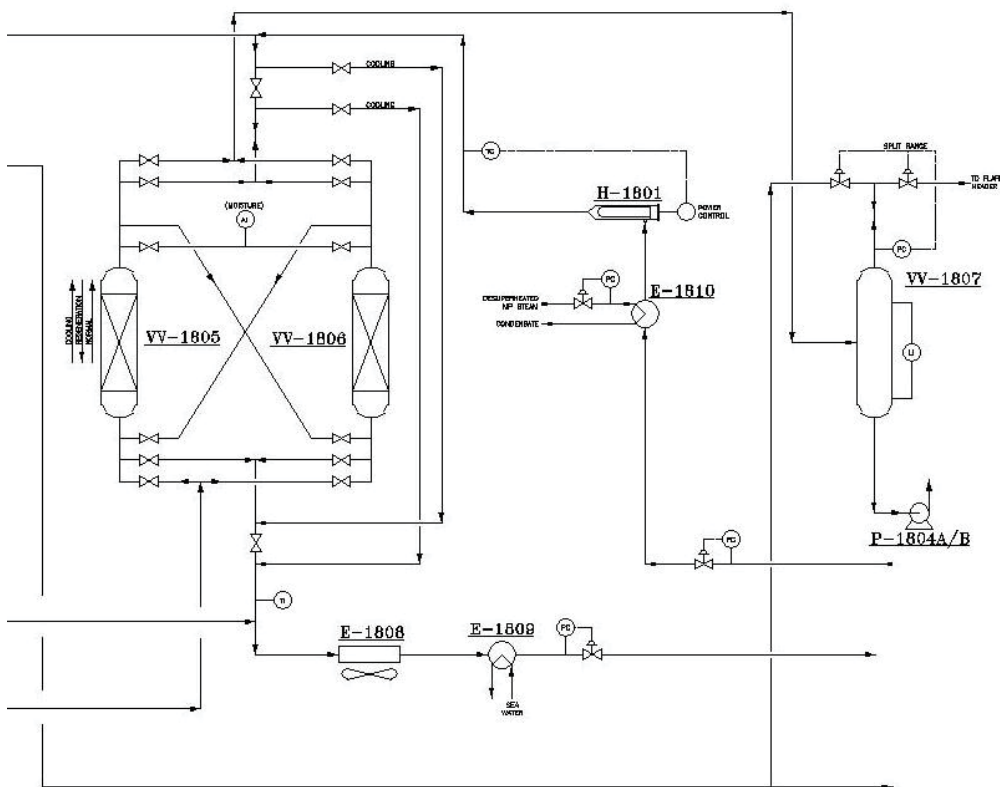 COOLING
COOLING
SPLIT RANGE
TO FLAR
HEADER
TC
H-1801
POWER
CONTROL
(MOISTURE)
AI
PC
PC
E-1810
VV-1807
DESUPERHEATED
MP STEAM
CONDENSATE
COOLING
REGENERATION
NORMAL
VV-1805
VV-1806
LI
P-1804A/B
PC
TI
E-1808
E-1809
PC
SEA
WATER